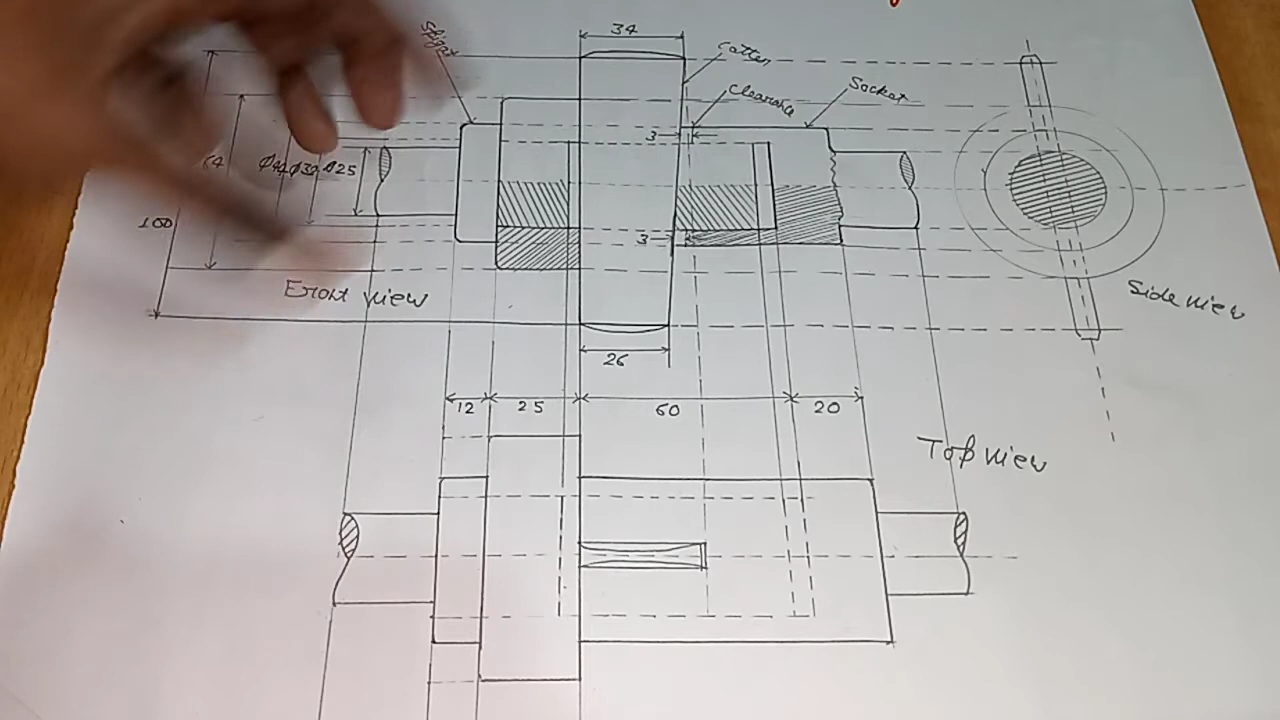 34
Spigot
Cotter
Clearance
Socket
3
ϕ32
ϕ25
100
3
Front view
Side view
26
12
25
60
20
Top view